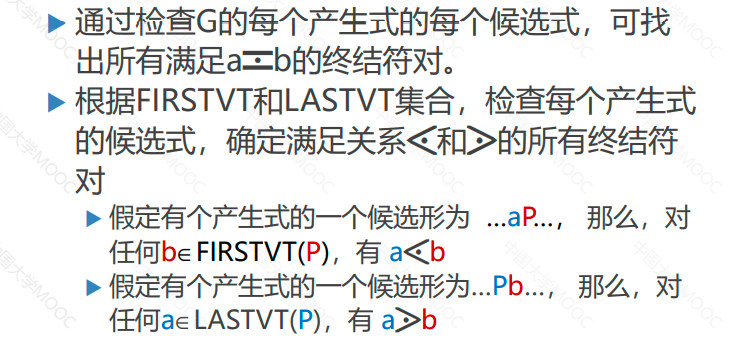 通过检查G的每个产生式的每个候选式，可找
出所有满足a≖b的终结符对。
根据FIRSTVT和LASTVT集合，检查每个产生式
的候选式，确定满足关系⋖和⋗的所有终结符
对
假定有个产生式的一个候选形为 …aP…， 那么，对
任何b∈FIRSTVT(P)，有 a⋖b
假定有个产生式的一个候选形为…Pb…， 那么，对
任何a∈LASTVT(P)，有 a⋗b